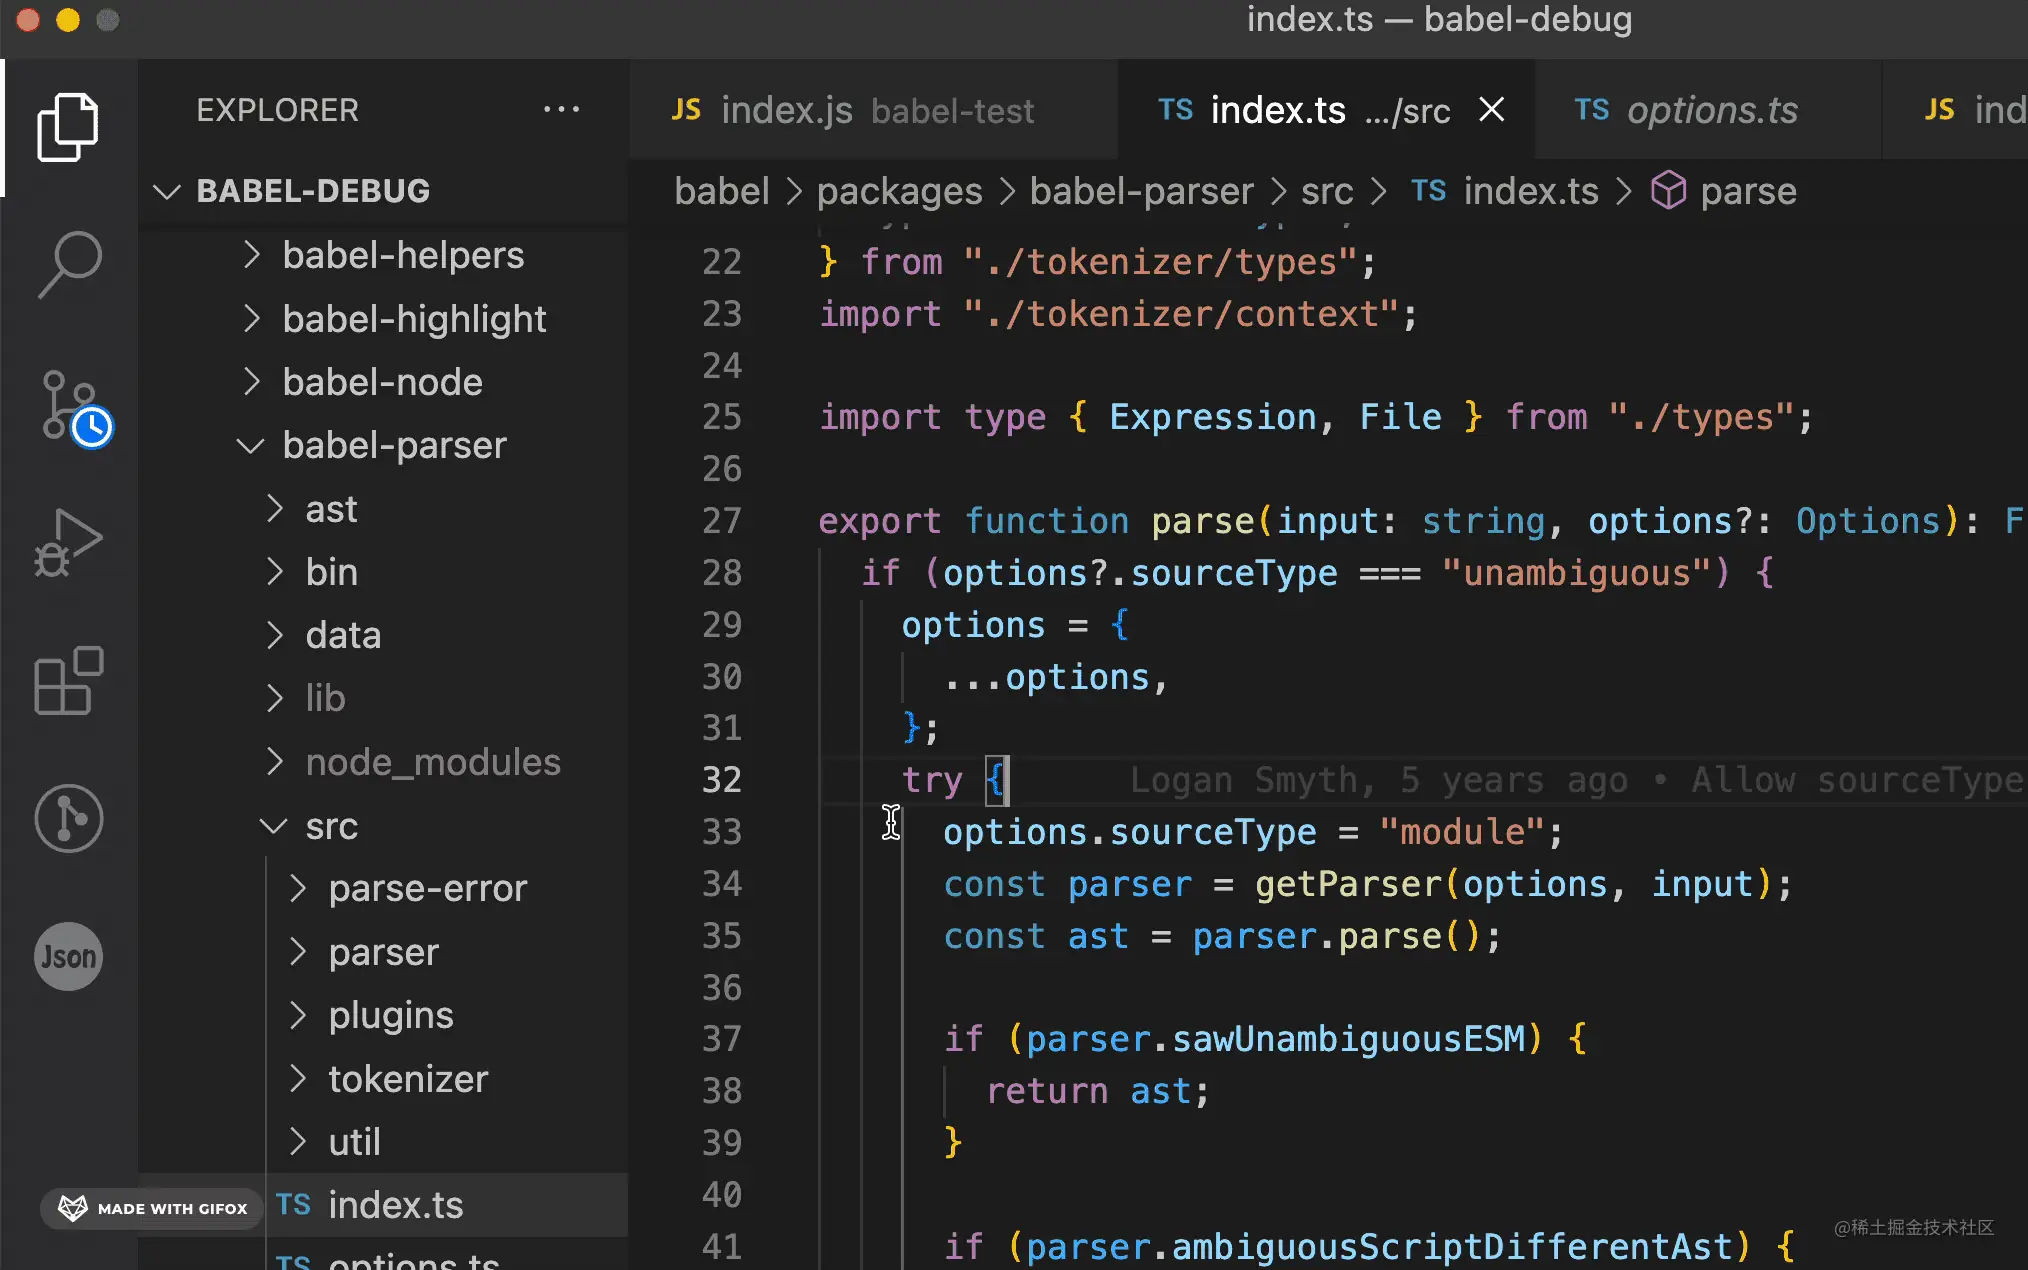 index.ts — babel-debug
EXPLORER
BABEL-DEBUG
babel-helpers
babel-highlight
babel-node
babel-parser
ast
bin
data
lib
node_modules
src
parse-error
parser
plugins
tokenizer
util
TS index.ts
TS options.ts
Json
MADE WITH GIFOX
JS index.js babel-test
TS index.ts .../src
TS options.ts
JS ind
babel > packages > babel-parser > src > TS index.ts > parse
22 } from "./tokenizer/types";
23 import "./tokenizer/context";
24
25 import type { Expression, File } from "./types";
26
27 export function parse(input: string, options?: Options): F
28 if (options?.sourceType === "unambiguous") {
29 options = {
30 ...options,
31 };
32 try { Logan Smyth, 5 years ago • Allow sourceType
33 options.sourceType = "module";
34 const parser = getParser(options, input);
35 const ast = parser.parse();
36
37 if (parser.sawUnambiguousESM) {
38 return ast;
39 }
40
41 if (parser.ambiguousScriptDifferentAst) {
@稀土掘金技术社区